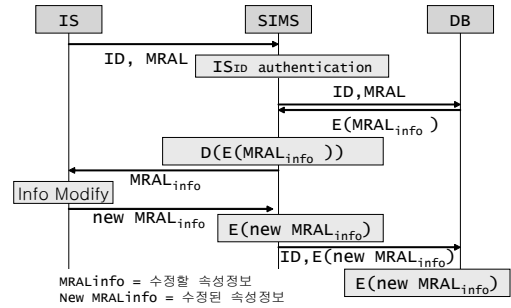 IS
SIMS
DB
ID, MRAL
ISID authentication
ID,MRAL
E(MRALinfo )
D(E(MRALinfo ))
MRALinfo
Info Modify
new MRALinfo
E(new MRALinfo)
ID,E(new MRALinfo)
MRALinfo = 수정할 속성정보
New MRALinfo = 수정된 속성정보
E(new MRALinfo)